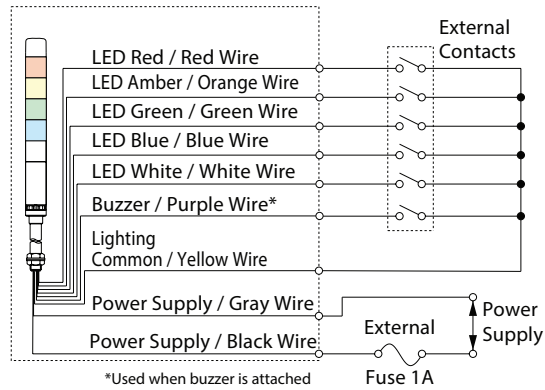 External
Contacts
LED Red / Red Wire
LED Amber / Orange Wire
LED Green / Green Wire
LED Blue / Blue Wire
LED White / White Wire
Buzzer / Purple Wire*
Lighting
Common / Yellow Wire
Power Supply / Gray Wire
Power
Supply
External
Power Supply / Black Wire
Fuse 1A
*Used when buzzer is attached